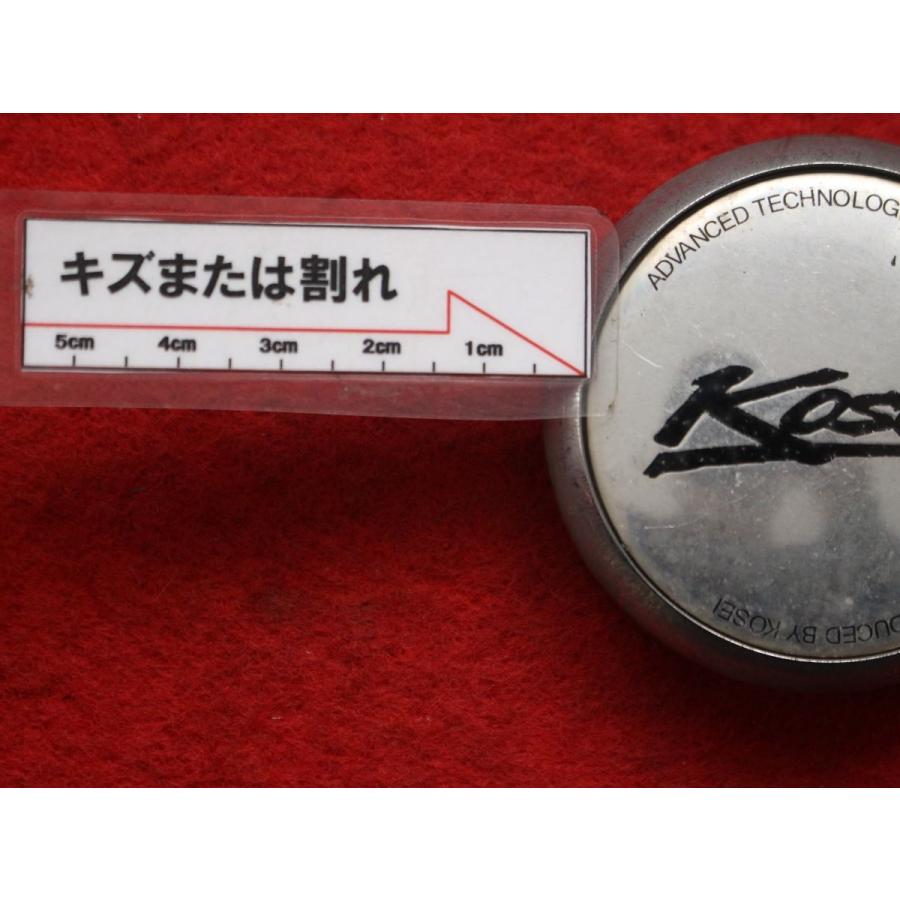 キズまたは割れ
5cm 4cm 3cm 2cm 1cm
ADVANCED TECHNOLOG
Kos
DUCED BY KOSEI